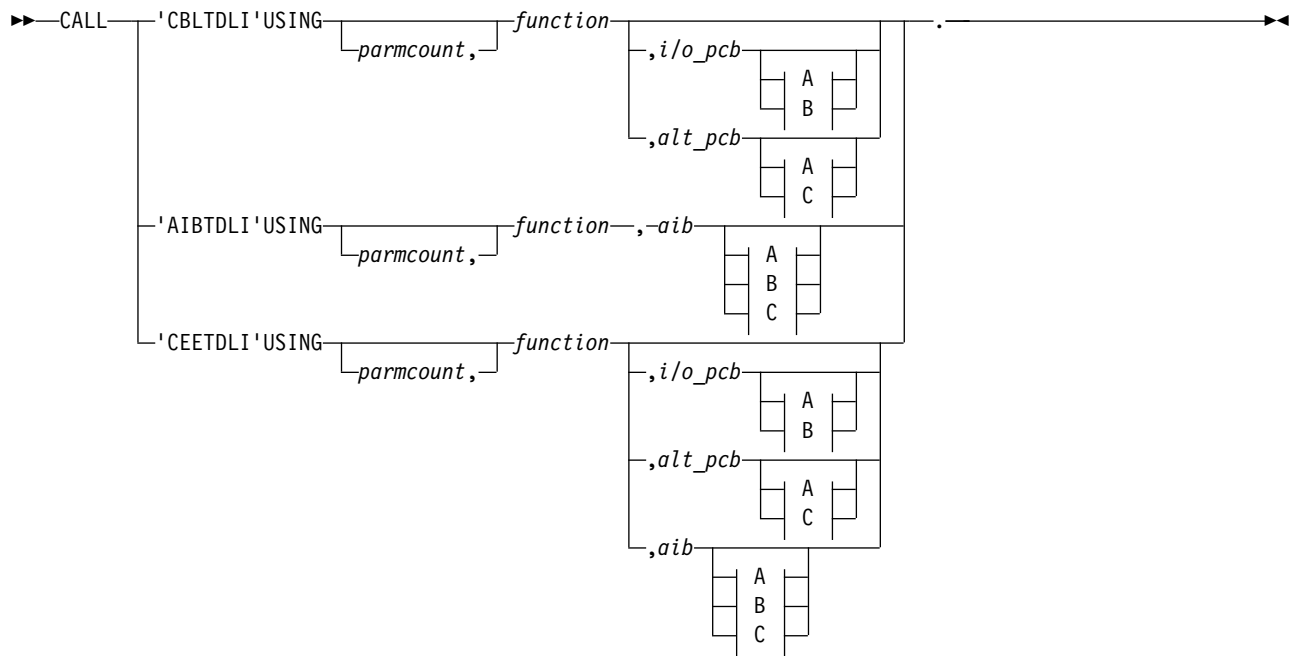 CALL 'CBLTDLI'USING parmcount, function .
,i/o_pcb
A
B
,alt_pcb
A
C
'AIBTDLI'USING parmcount, function , aib
A
B
C
'CEETDLI'USING parmcount, function
,i/o_pcb
A
B
,alt_pcb
A
C
,aib
A
B
C